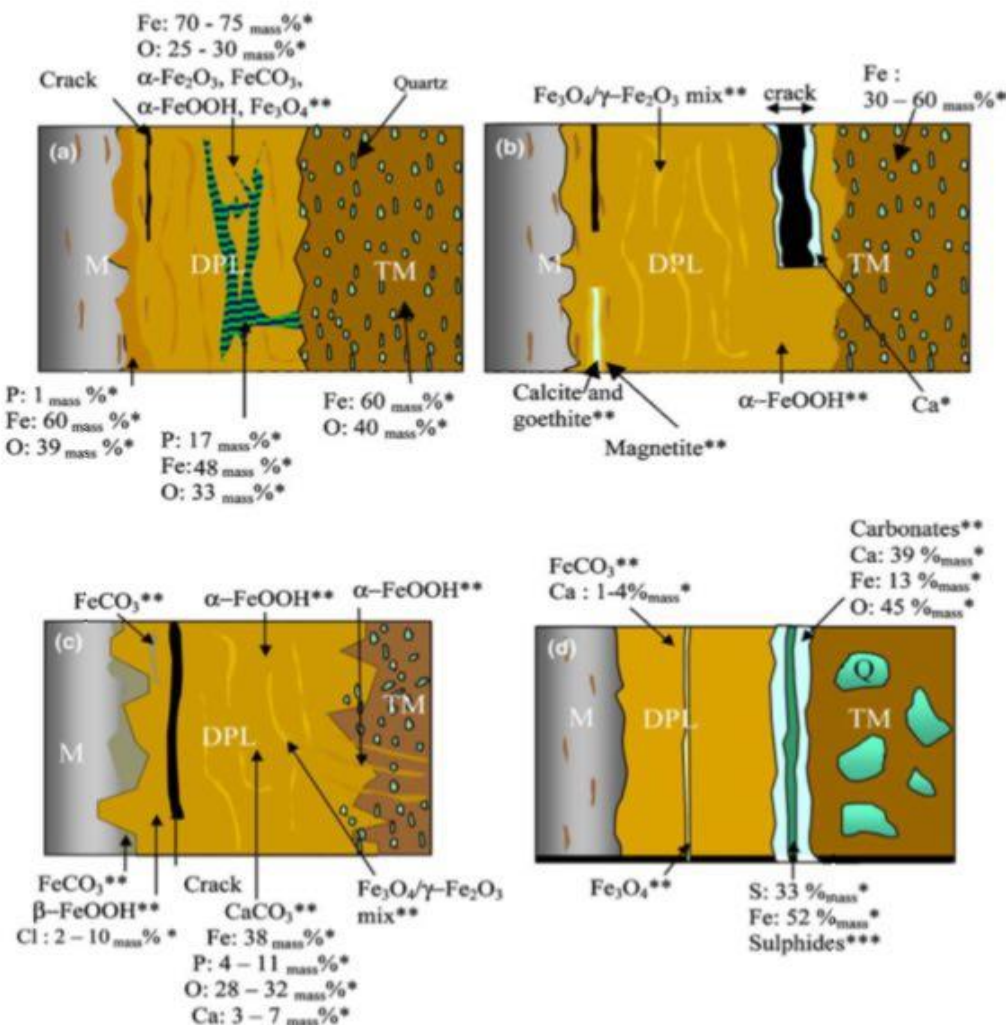 Fe: 70 - 75 mass%*
O: 25 - 30 mass%*
α-Fe₂O₃, FeCO₃,
α-FeOOH, Fe₃O₄**
Crack
Quartz
(a)
M
DPL
TM
P: 1 mass %*
Fe: 60 mass %*
O: 39 mass %*
P: 17 mass%*
Fe:48 mass %*
O: 33 mass%*
Fe: 60 mass%*
O: 40 mass%*
Fe₃O₄/γ–Fe₂O₃ mix**
crack
Fe :
30 – 60 mass%*
(b)
M
DPL
TM
Calcite and
goethite**
Magnetite**
α–FeOOH**
Ca*
FeCO₃**
α–FeOOH**
α–FeOOH**
(c)
M
DPL
TM
FeCO₃**
β–FeOOH**
Cl : 2 – 10 mass% *
Crack
CaCO₃**
Fe: 38 mass%*
P: 4 – 11 mass%*
O: 28 – 32 mass%*
Ca: 3 – 7 mass%*
Fe₃O₄/γ–Fe₂O₃
mix**
FeCO₃**
Ca : 1-4%mass*
Carbonates**
Ca: 39 %mass*
Fe: 13 %mass*
O: 45 %mass*
(d)
M
DPL
Q
TM
Fe₃O₄**
S: 33 %mass*
Fe: 52 %mass*
Sulphides***